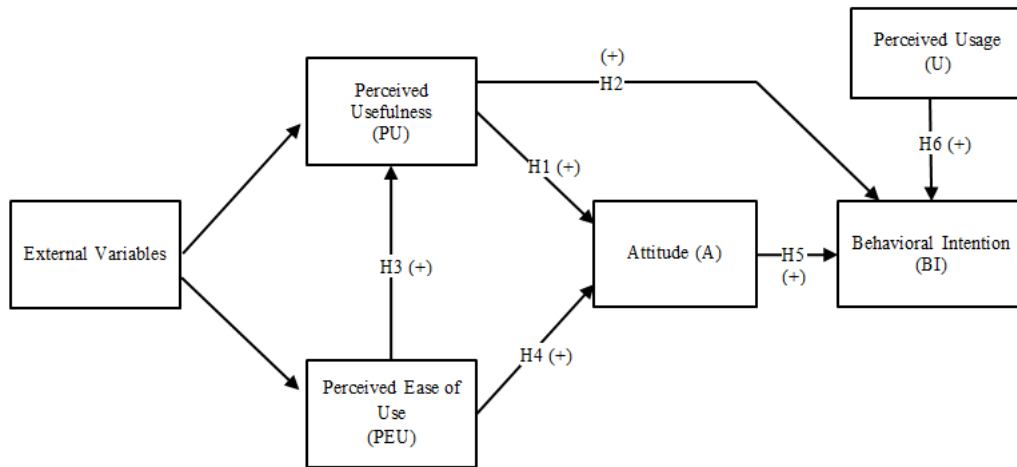 Perceived Usage
(U)
(+)
H2
Perceived
Usefulness
(PU)
H6 (+)
H1 (+)
External Variables
H3 (+)
Attitude (A)
H5
(+)
Behavioral Intention
(BI)
H4 (+)
Perceived Ease of
Use
(PEU)